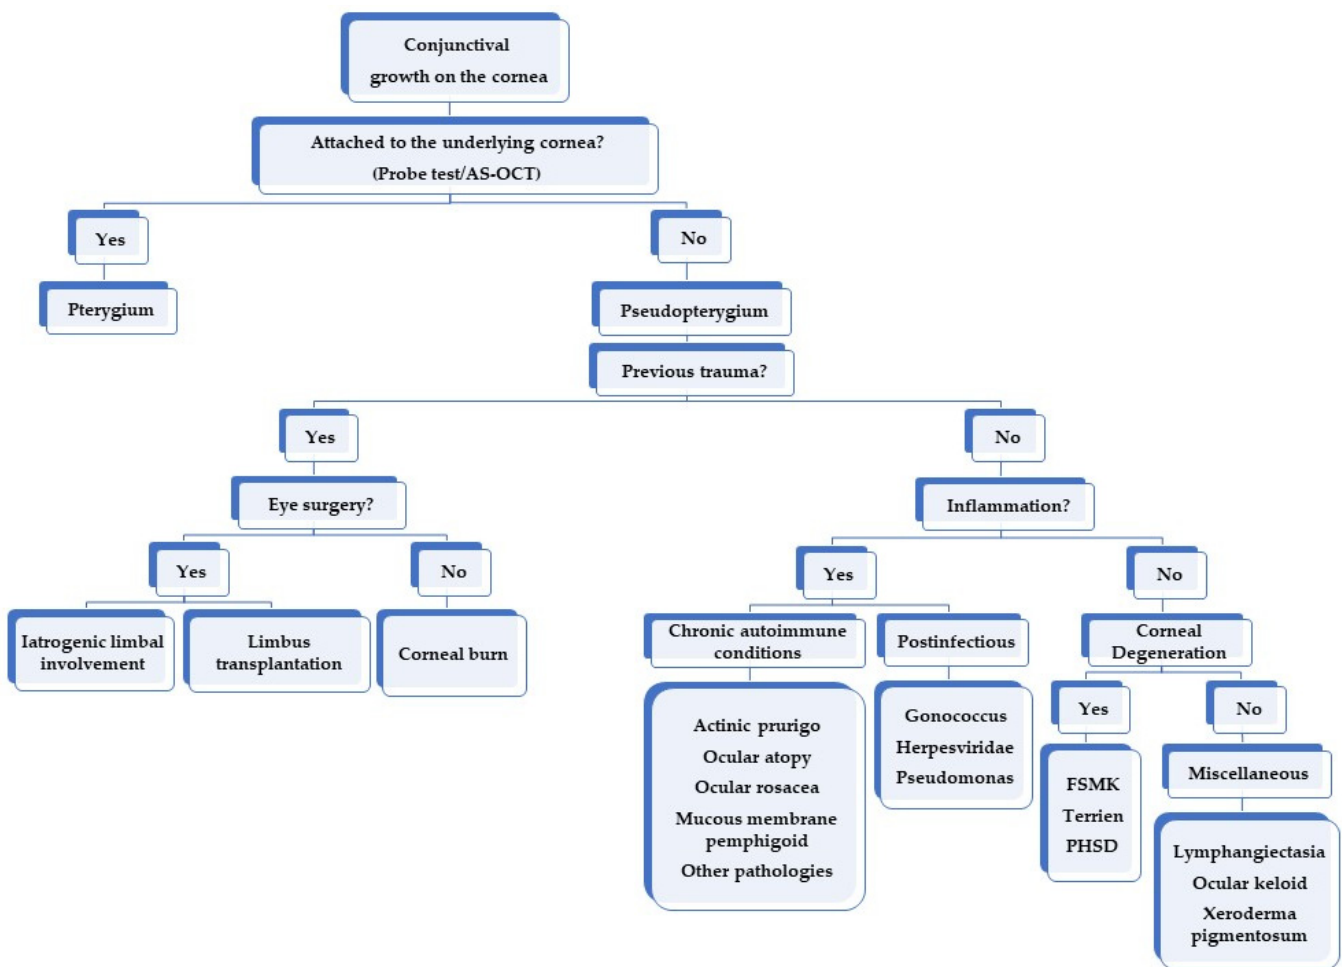 Conjunctival
growth on the cornea
Attached to the underlying cornea?
(Probe test/AS-OCT)
Yes
No
Pterygium
Pseudopterygium
Previous trauma?
Yes
No
Eye surgery?
Inflammation?
Yes
No
Yes
No
Iatrogenic limbal
involvement
Limbus
transplantation
Corneal burn
Chronic autoimmune
conditions
Postinfectious
Corneal
Degeneration
Actinic prurigo
Ocular atopy
Ocular rosacea
Mucous membrane
pemphigoid
Other pathologies
Gonococcus
Herpesviridae
Pseudomonas
Yes
No
FSMK
Terrien
PHSD
Miscellaneous
Lymphangiectasia
Ocular keloid
Xeroderma
pigmentosum